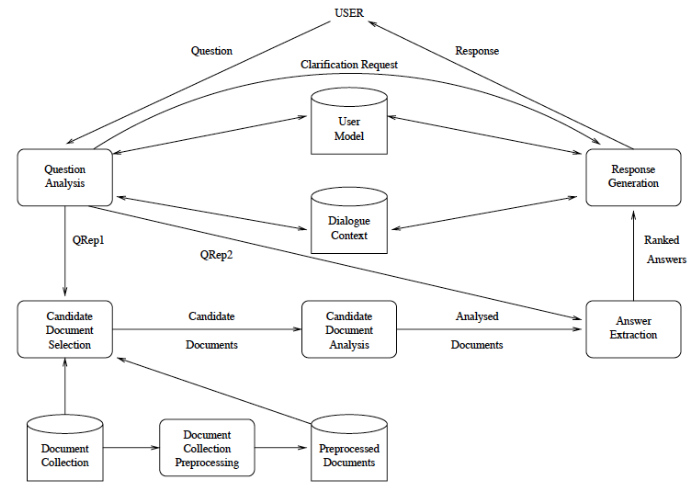 USER
Question
Response
Clarification Request
User
Model
Question
Analysis
Response
Generation
Dialogue
Context
QRep1
QRep2
Ranked
Answers
Candidate
Document
Selection
Candidate
Documents
Candidate
Document
Analysis
Analysed
Documents
Answer
Extraction
Document
Collection
Document
Collection
Preprocessing
Preprocessed
Documents